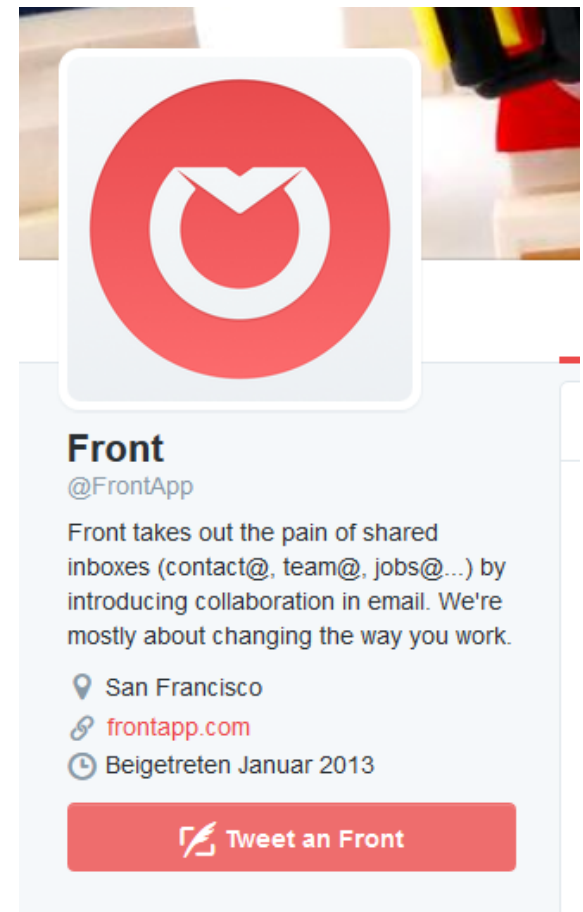 Front
@FrontApp
Front takes out the pain of shared
inboxes (contact@, team@, jobs@...) by
introducing collaboration in email. We're
mostly about changing the way you work.
San Francisco
frontapp.com
Beigetreten Januar 2013
Tweet an Front